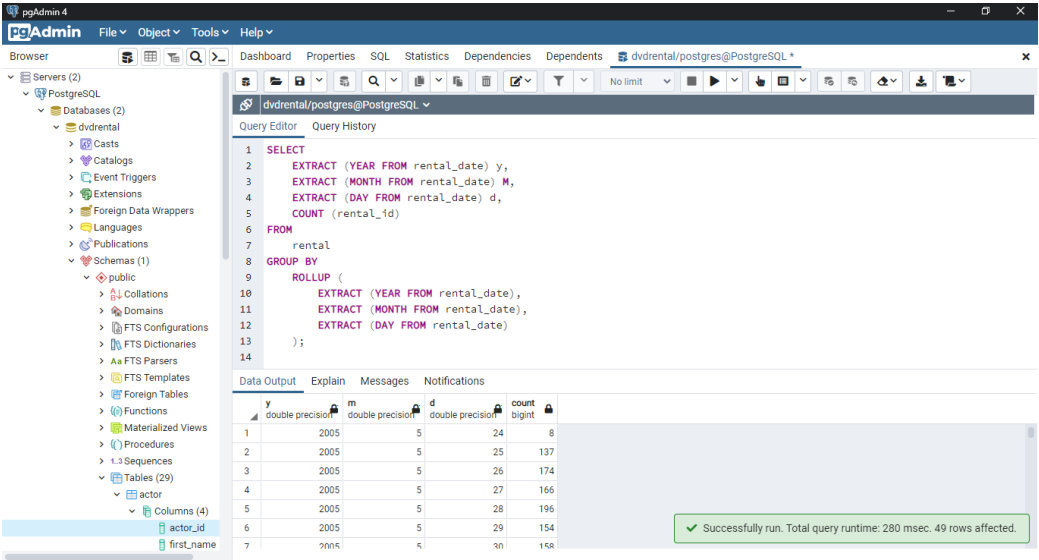 pgAdmin 4
pgAdmin File Object Tools Help
Browser
Dashboard Properties SQL Statistics Dependencies Dependents dvdrental/postgres@PostgreSQL *
No limit
dvdrental/postgres@PostgreSQL
Query Editor Query History
Servers (2)
PostgreSQL
Databases (2)
dvdrental
Casts
Catalogs
Event Triggers
Extensions
Foreign Data Wrappers
Languages
Publications
Schemas (1)
public
Collations
Domains
FTS Configurations
FTS Dictionaries
Aa FTS Parsers
FTS Templates
Foreign Tables
Functions
Materialized Views
Procedures
1..3 Sequences
Tables (29)
actor
Columns (4)
actor_id
first_name
1 SELECT
2 EXTRACT (YEAR FROM rental_date) y,
3 EXTRACT (MONTH FROM rental_date) M,
4 EXTRACT (DAY FROM rental_date) d,
5 COUNT (rental_id)
6 FROM
7 rental
8 GROUP BY
9 ROLLUP (
10 EXTRACT (YEAR FROM rental_date),
11 EXTRACT (MONTH FROM rental_date),
12 EXTRACT (DAY FROM rental_date)
13 );
14
Data Output Explain Messages Notifications
y m d count
double precision double precision double precision bigint
1 2005 5 24 8
2 2005 5 25 137
3 2005 5 26 174
4 2005 5 27 166
5 2005 5 28 196
6 2005 5 29 154
7 2005 5 30 158
Successfully run. Total query runtime: 280 msec. 49 rows affected.